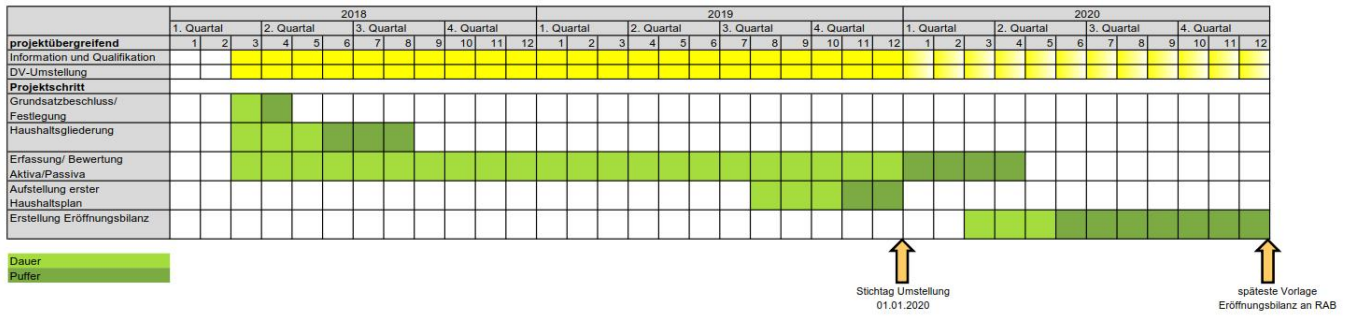 2018 2019 2020
1. Quartal 2. Quartal 3. Quartal 4. Quartal 1. Quartal 2. Quartal 3. Quartal 4. Quartal 1. Quartal 2. Quartal 3. Quartal 4. Quartal
projektübergreifend 1 2 3 4 5 6 7 8 9 10 11 12 1 2 3 4 5 6 7 8 9 10 11 12 1 2 3 4 5 6 7 8 9 10 11 12
Information und Qualifikation
DV-Umstellung
Projektschritt
Grundsatzbeschluss/
Festlegung
Haushaltsgliederung
Erfassung/ Bewertung
Aktiva/Passiva
Aufstellung erster
Haushaltsplan
Erstellung Eröffnungsbilanz
Dauer
Puffer
Stichtag Umstellung
01.01.2020
späteste Vorlage
Eröffnungsbilanz an RAB